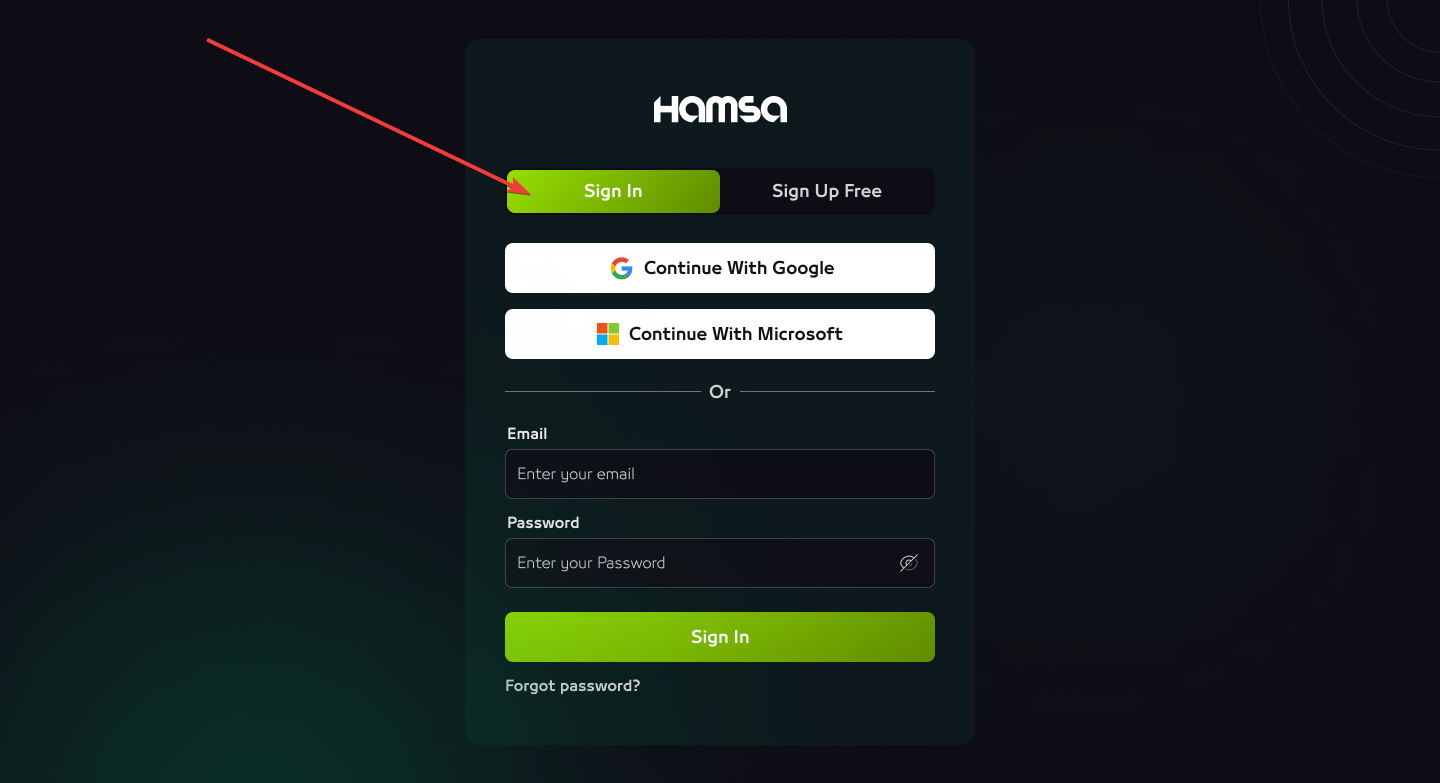 Hamsa
Sign In
Sign Up Free
Continue With Google
Continue With Microsoft
Or
Email
Enter your email
Password
Enter your Password
Sign In
Forgot password?